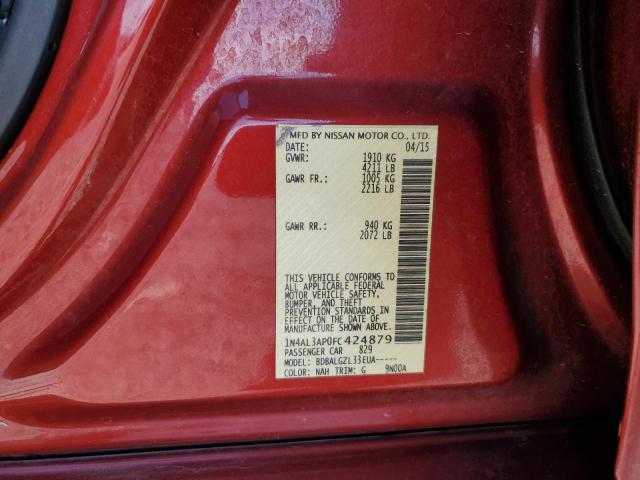 MFD BY NISSAN MOTOR CO., LTD.
DATE: 04/15
GVWR: 1910 KG
4211 LB
GAWR FR.: 1005 KG
2216 LB
GAWR RR.: 940 KG
2072 LB
THIS VEHICLE CONFORMS TO
ALL APPLICABLE FEDERAL
MOTOR VEHICLE SAFETY,
BUMPER, AND THEFT
PREVENTION STANDARDS IN
EFFECT ON THE DATE OF
MANUFACTURE SHOWN ABOVE.
1N4AL3AP0FC424879
PASSENGER CAR 829
MODEL: BDBALGZL33EUA-----
COLOR: NAH TRIM: G 9N00A